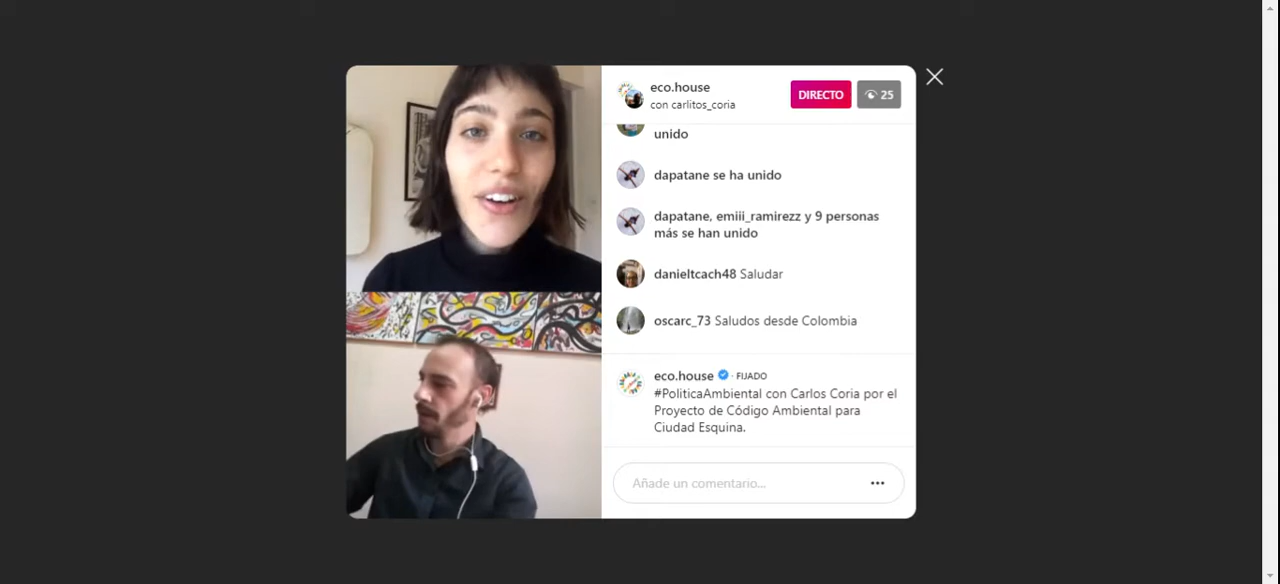 eco.house
con carlitos_coria
DIRECTO
25
unido
dapatane se ha unido
dapatane, emiii_ramirezz y 9 personas
más se han unido
danieltcach48 Saludar
oscarc_73 Saludos desde Colombia
eco.house · FIJADO
#PoliticaAmbiental con Carlos Coria por el
Proyecto de Código Ambiental para
Ciudad Esquina.
Añade un comentario...